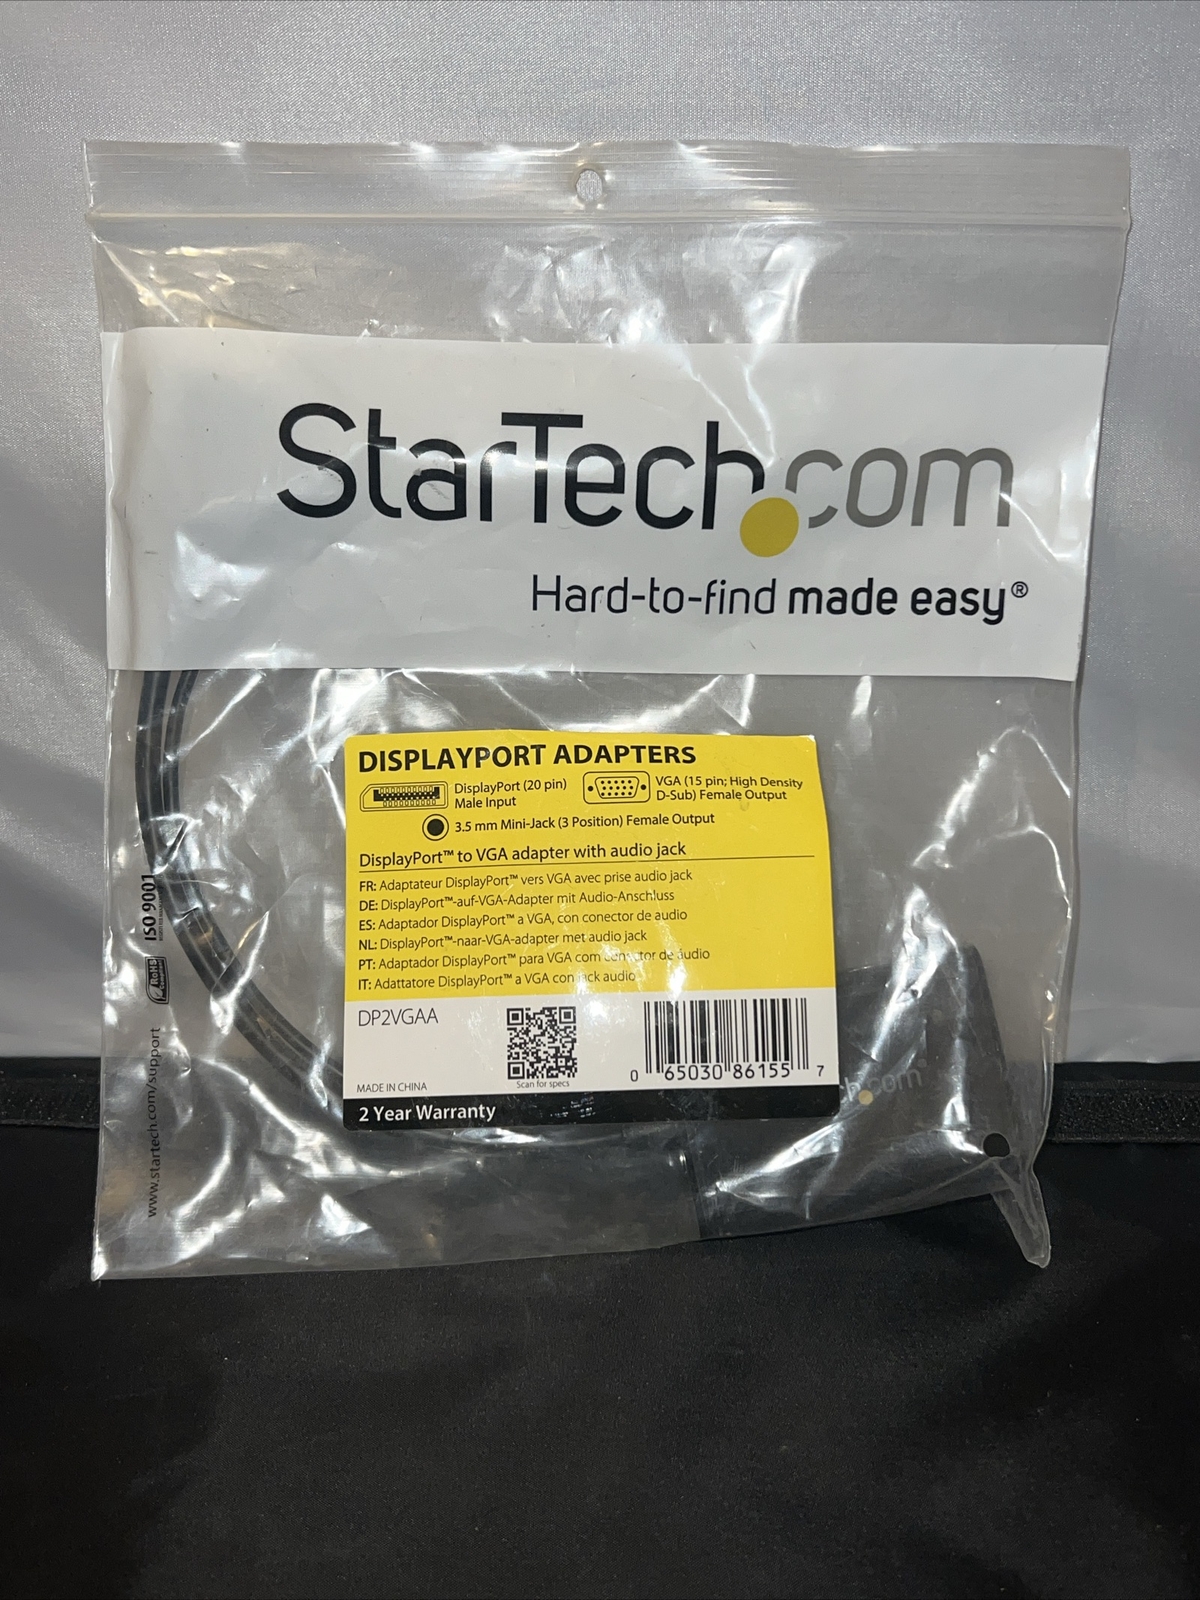 StarTech.com
Hard-to-find made easy®
DISPLAYPORT ADAPTERS
DisplayPort (20 pin)
Male Input
VGA (15 pin; High Density
D-Sub) Female Output
3.5 mm Mini-Jack (3 Position) Female Output
DisplayPort™ to VGA adapter with audio jack
FR: Adaptateur DisplayPort™ vers VGA avec prise audio jack
DE: DisplayPort™-auf-VGA-Adapter mit Audio-Anschluss
ES: Adaptador DisplayPort™ a VGA, con conector de audio
NL: DisplayPort™-naar-VGA-adapter met audio jack
PT: Adaptador DisplayPort™ para VGA com conector de áudio
IT: Adattatore DisplayPort™ a VGA con jack audio
DP2VGAA
MADE IN CHINA
Scan for specs
0 65030 86155 7
2 Year Warranty
ch.com
ISO 9001
RoHS
Compliant
www.startech.com/support